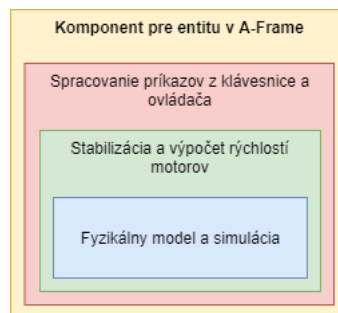 Komponent pre entitu v A-Frame
Spracovanie príkazov z klávesnice a
ovládača
Stabilizácia a výpočet rýchlostí
motorov
Fyzikálny model a simulácia